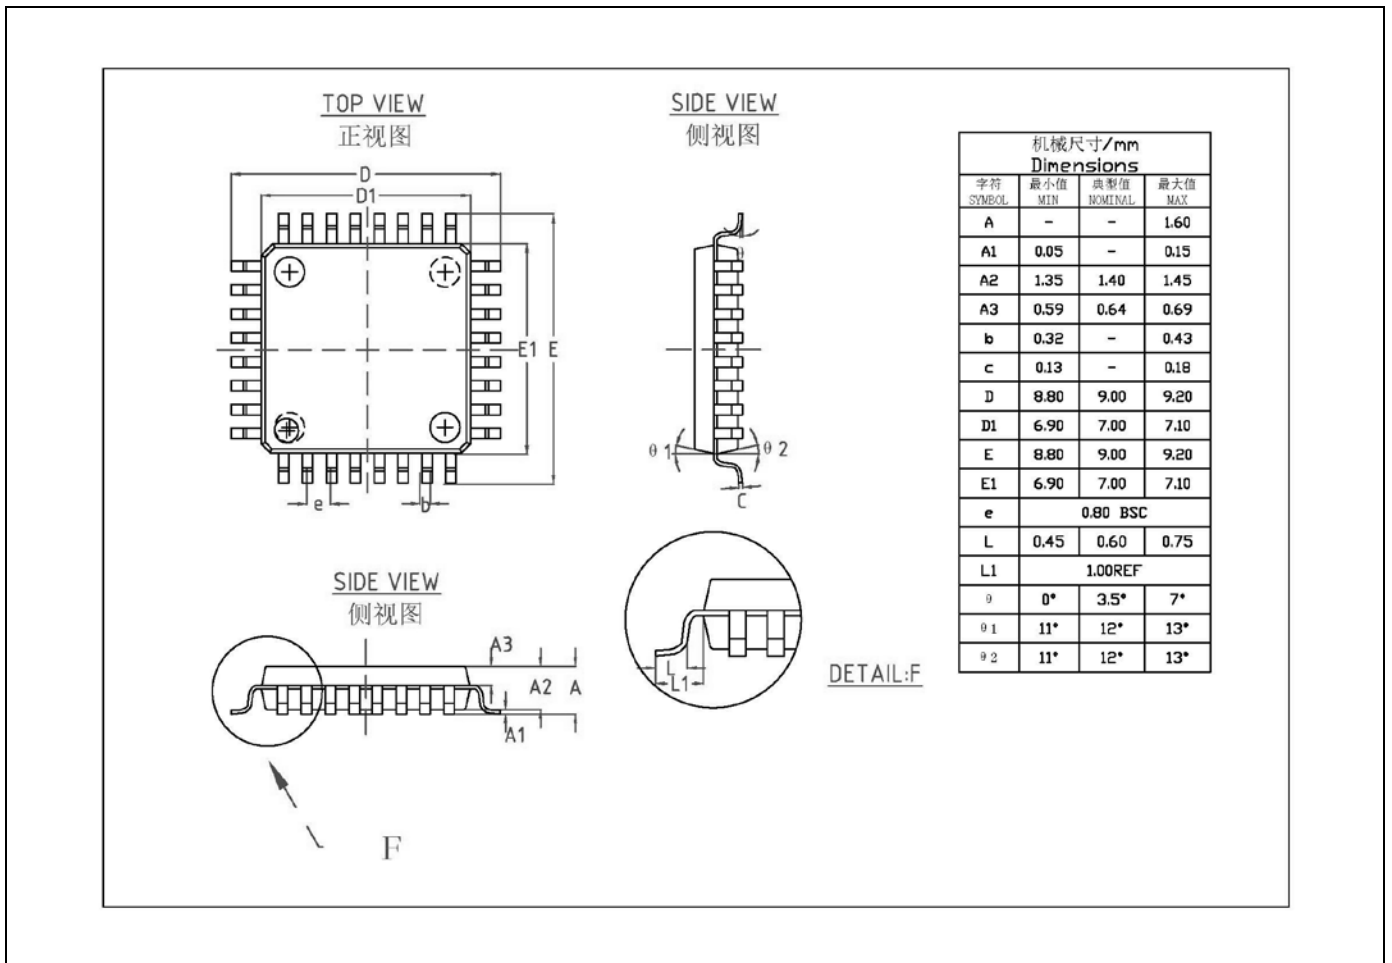 TOP VIEW
正视图
D
D1
E1 E
e
b
SIDE VIEW
侧视图
θ
θ 1
θ 2
C
SIDE VIEW
侧视图
A3
A2
A
A1
F
L
L1
DETAIL:F
机械尺寸/mm
Dimensions
字符 最小值 典型值 最大值
SYMBOL MIN NOMINAL MAX
A - - 1.60
A1 0.05 - 0.15
A2 1.35 1.40 1.45
A3 0.59 0.64 0.69
b 0.32 - 0.43
c 0.13 - 0.18
D 8.80 9.00 9.20
D1 6.90 7.00 7.10
E 8.80 9.00 9.20
E1 6.90 7.00 7.10
e 0.80 BSC
L 0.45 0.60 0.75
L1 1.00REF
θ 0° 3.5° 7°
θ 1 11° 12° 13°
θ 2 11° 12° 13°